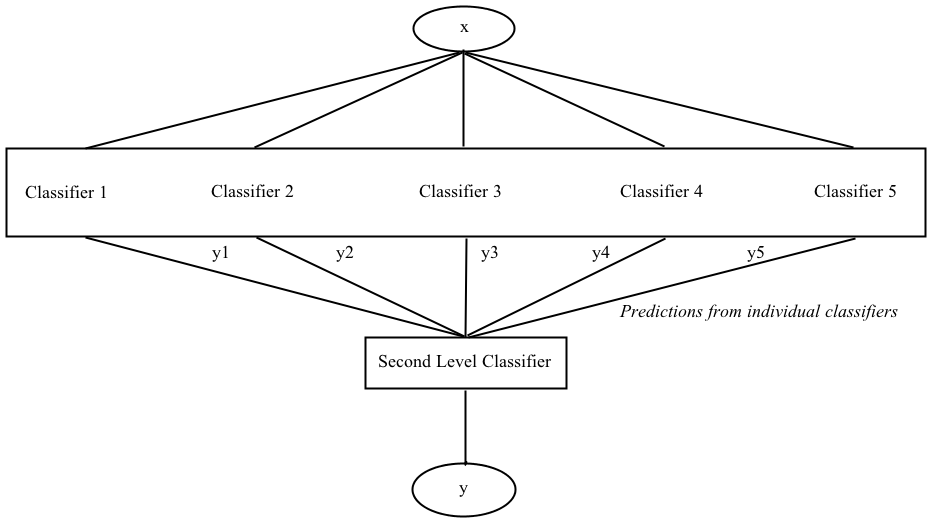 x
Classifier 1 Classifier 2 Classifier 3 Classifier 4 Classifier 5
y1 y2 y3 y4 y5
Predictions from individual classifiers
Second Level Classifier
y